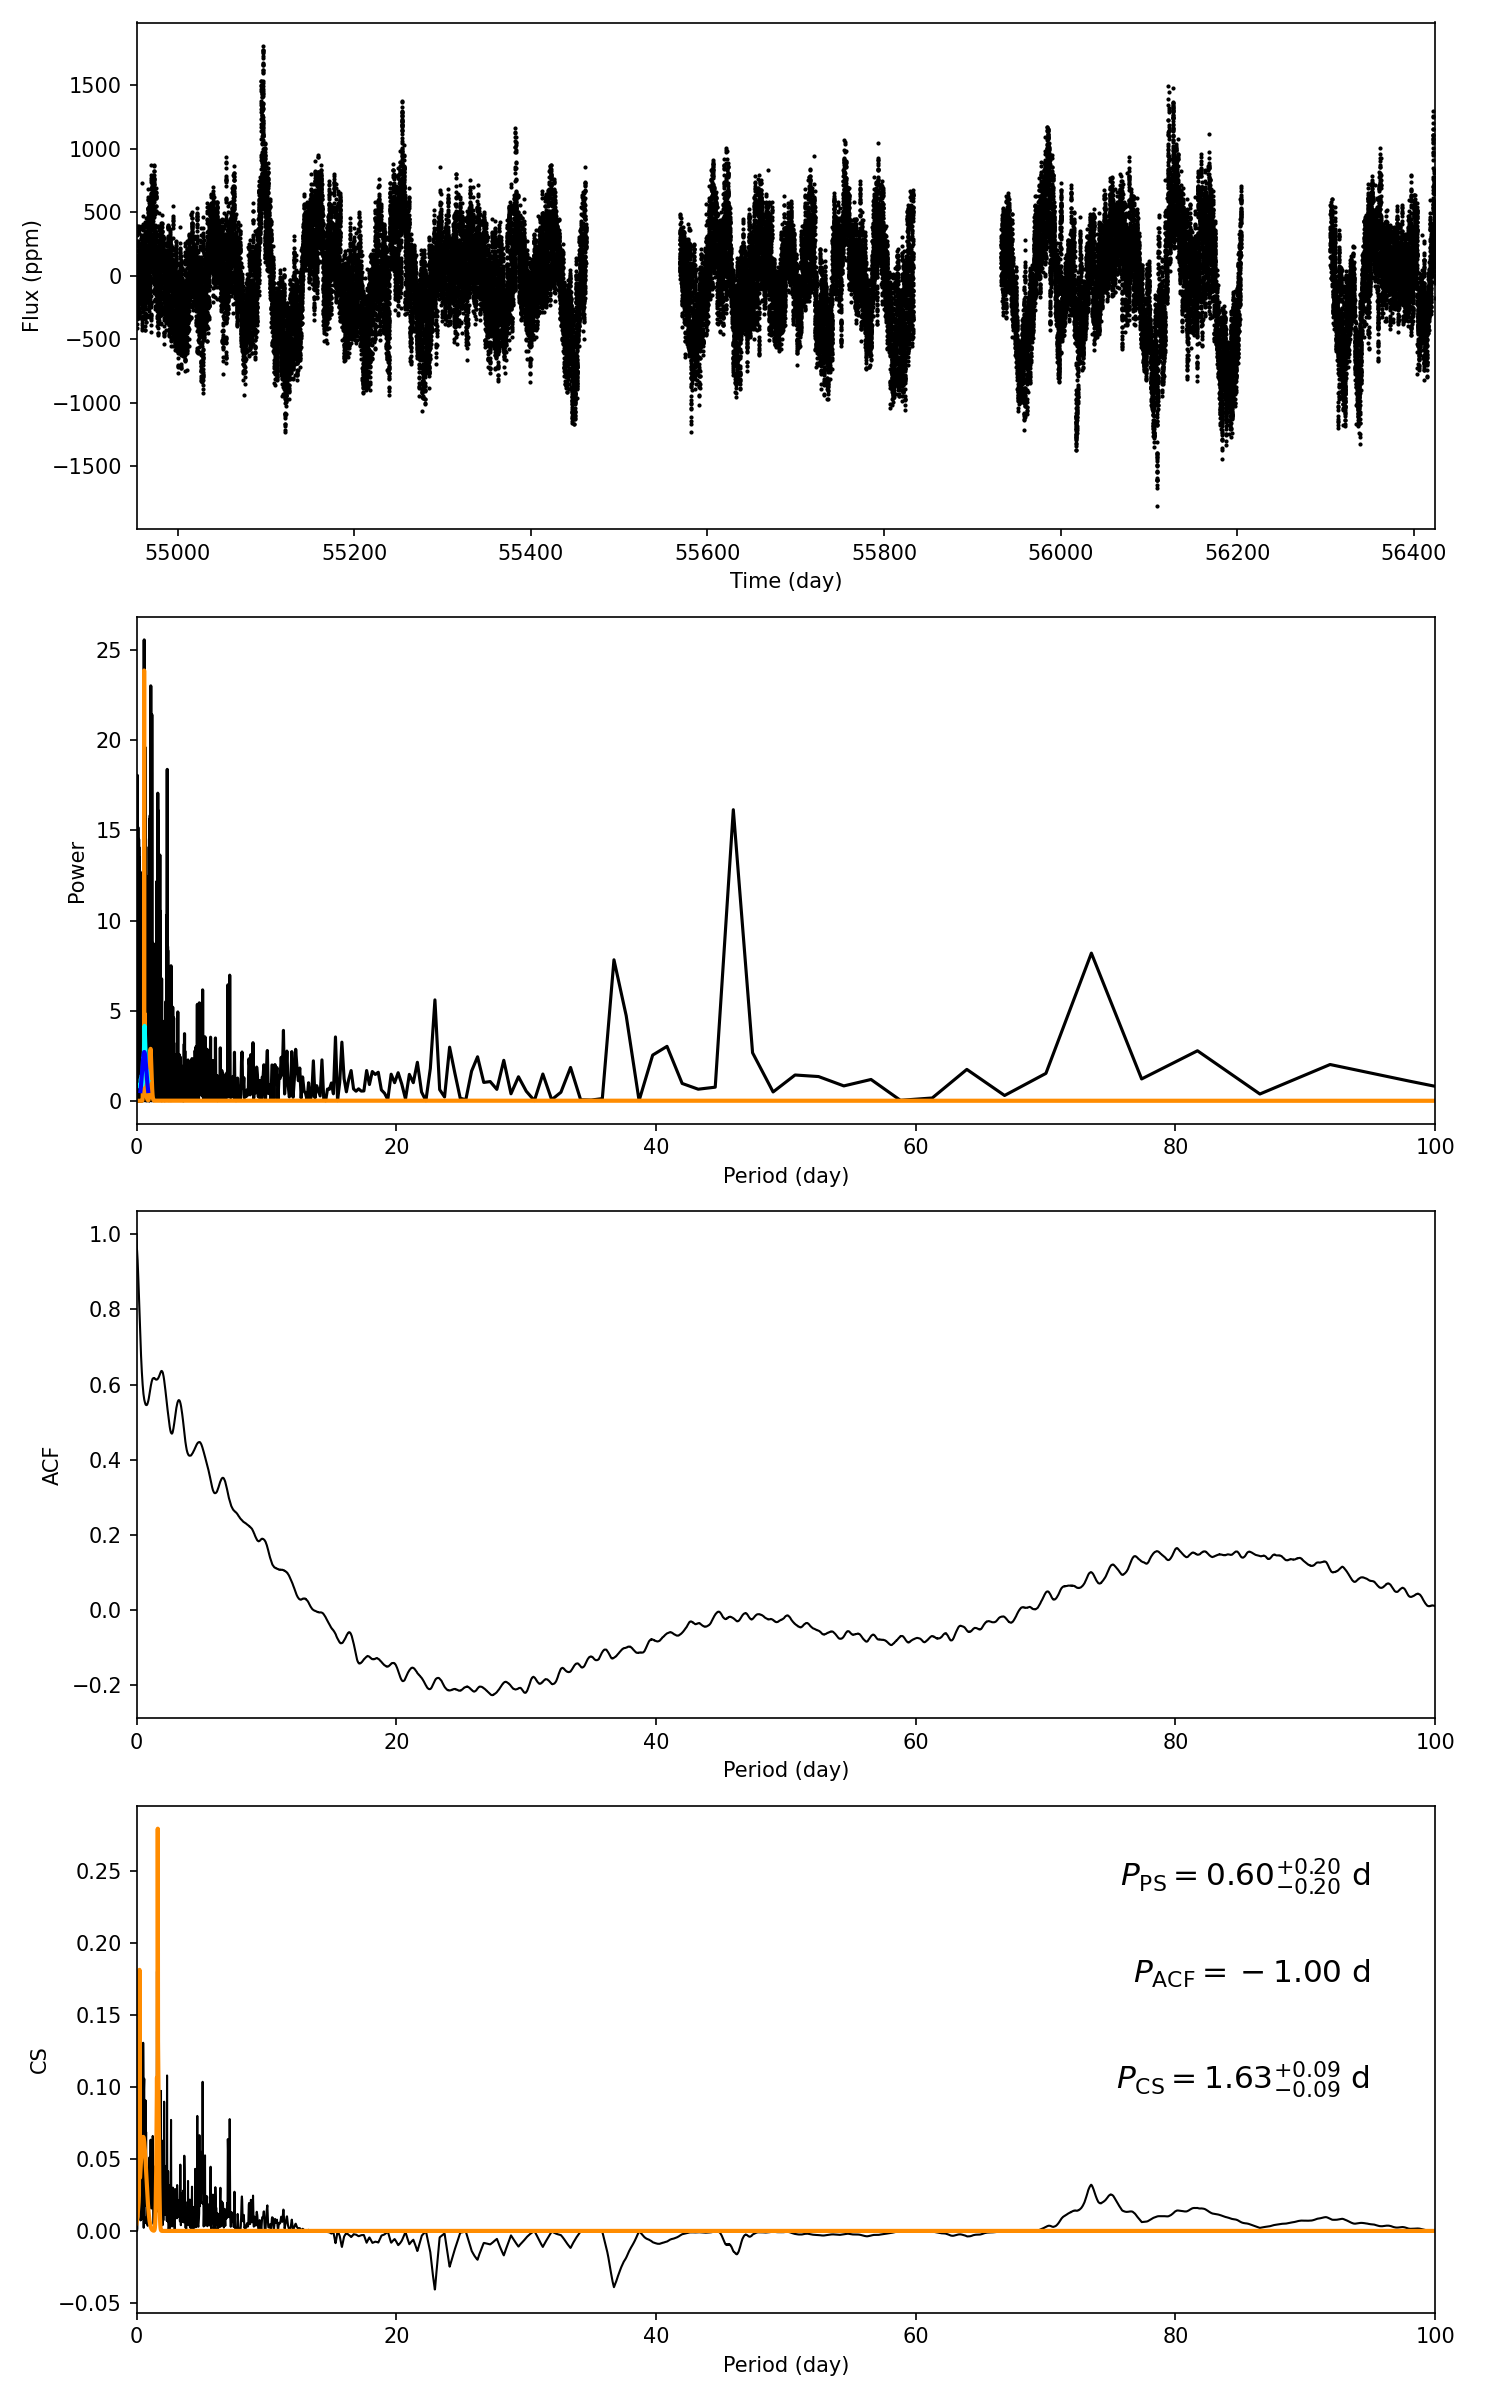 1500
1000
500
0
−500
−1000
−1500
Flux (ppm)
55000 55200 55400 55600 55800 56000 56200 56400
Time (day)
25
20
15
10
5
0
Power
0 20 40 60 80 100
Period (day)
1.0
0.8
0.6
0.4
0.2
0.0
−0.2
ACF
0 20 40 60 80 100
Period (day)
P_PS = 0.60^{+0.20}_{−0.20} d
P_ACF = −1.00 d
P_CS = 1.63^{+0.09}_{−0.09} d
0.25
0.20
0.15
0.10
0.05
0.00
−0.05
CS
0 20 40 60 80 100
Period (day)